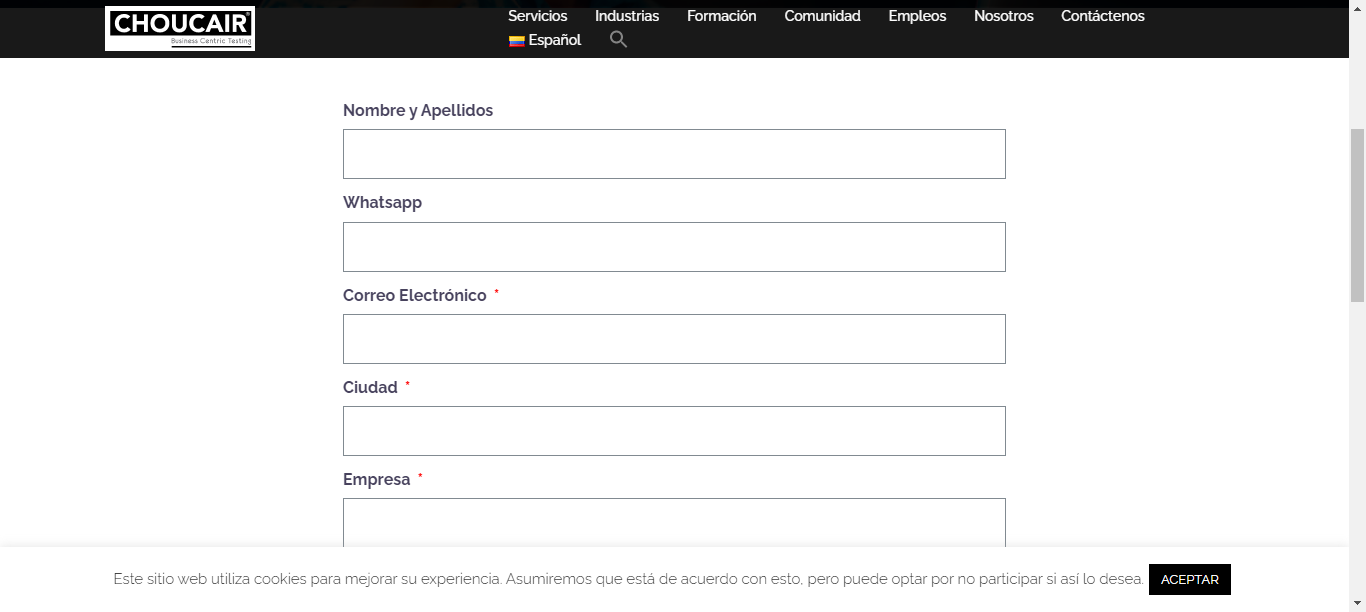 CHOUCAIR®
Business Centric Testing
Servicios Industrias Formación Comunidad Empleos Nosotros Contáctenos
Español
Nombre y Apellidos
Whatsapp
Correo Electrónico *
Ciudad *
Empresa *
Este sitio web utiliza cookies para mejorar su experiencia. Asumiremos que está de acuerdo con esto, pero puede optar por no participar si así lo desea. ACEPTAR